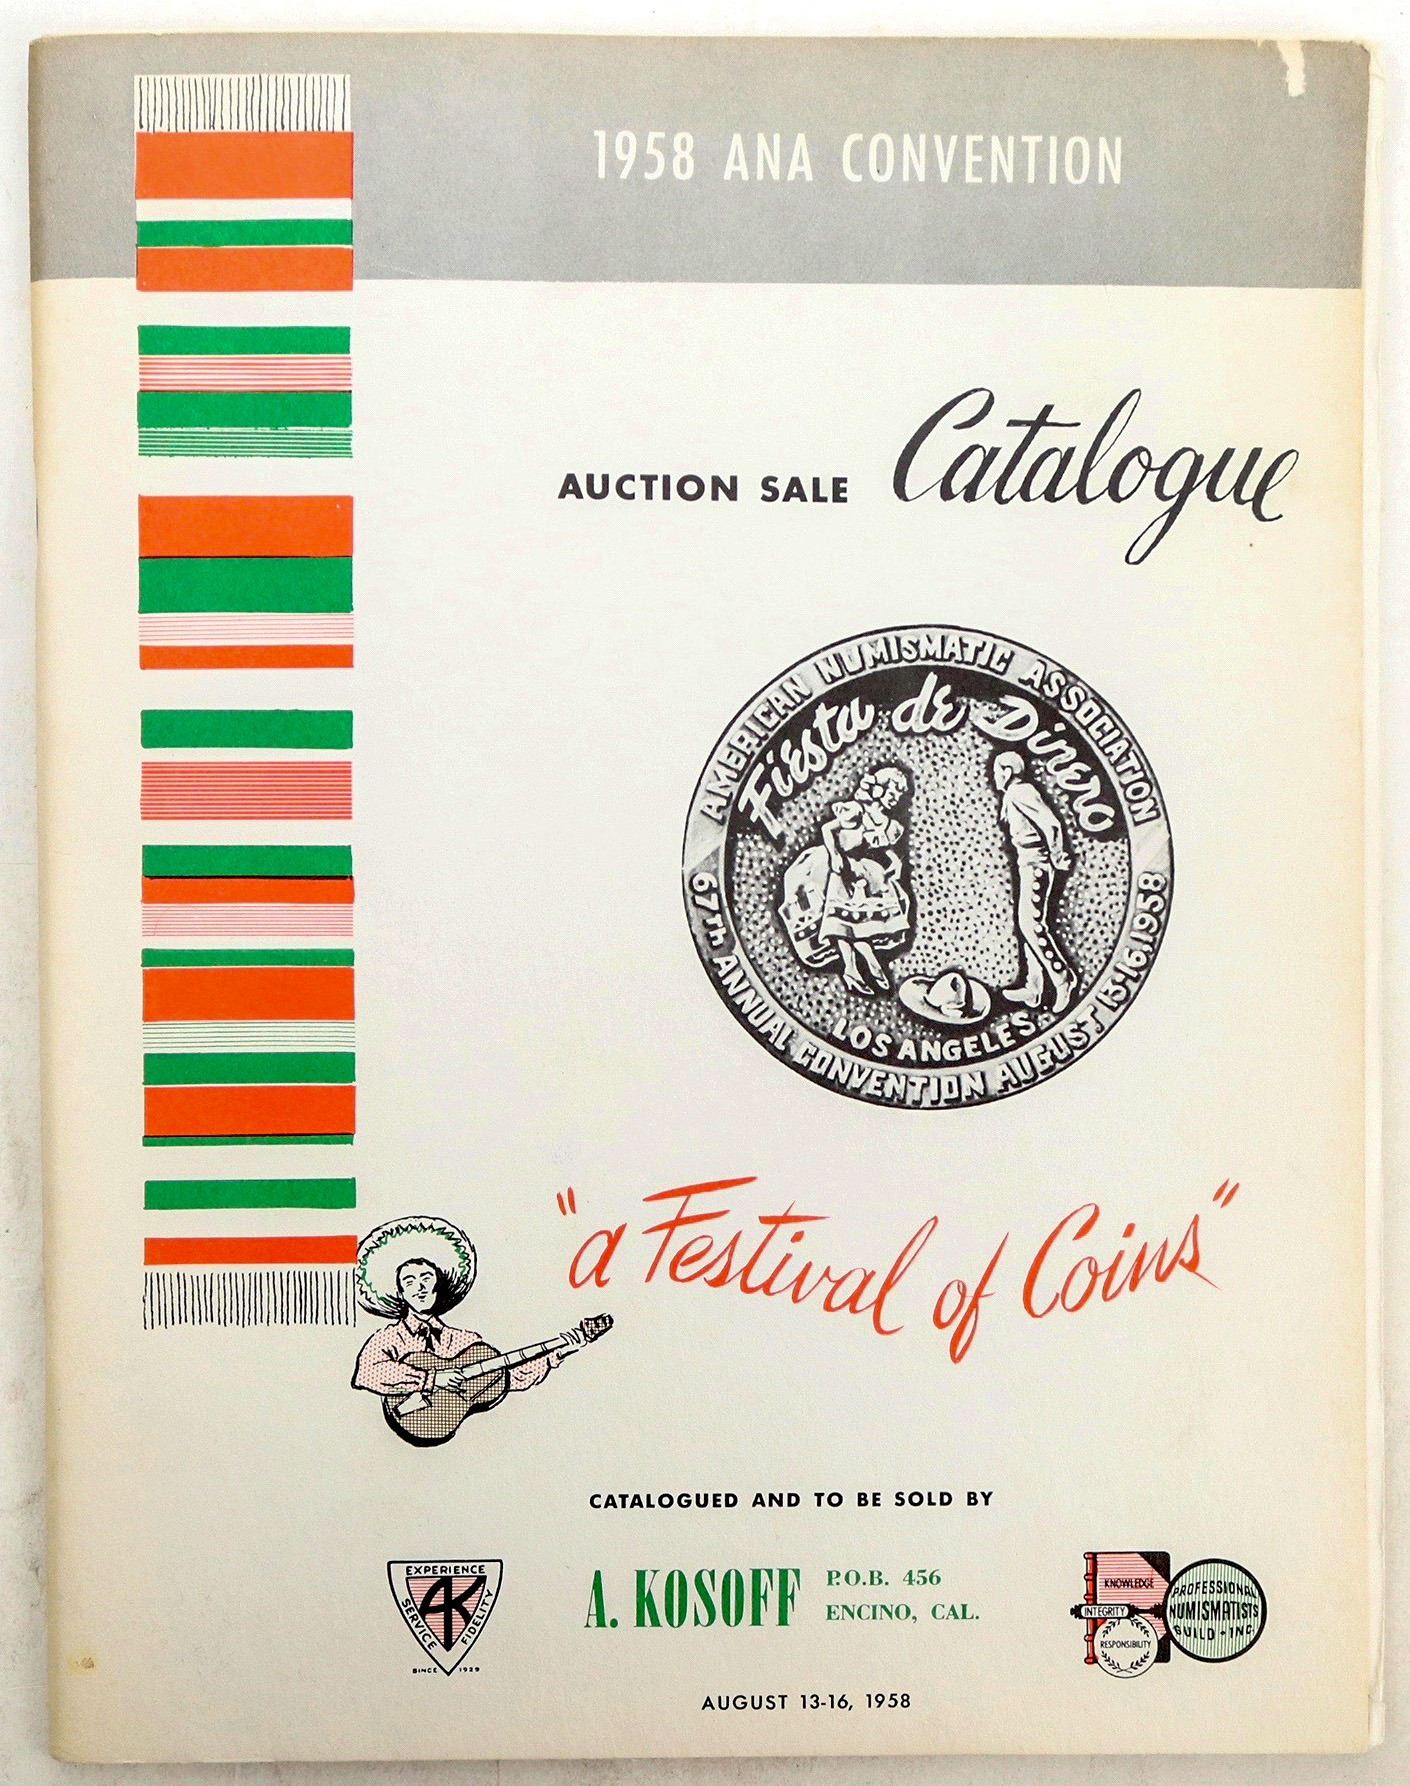 1958 ANA CONVENTION
AUCTION SALE Catalogue
AMERICAN NUMISMATIC ASSOCIATION
Fiesta de Dinero
LOS ANGELES
67TH ANNUAL CONVENTION AUGUST 13-16, 1958
"a Festival of Coins"
CATALOGUED AND TO BE SOLD BY
EXPERIENCE
SERVICE
AK
FIDELITY
SINCE 1929
A. KOSOFF
P.O.B. 456
ENCINO, CAL.
KNOWLEDGE
INTEGRITY
RESPONSIBILITY
PROFESSIONAL
NUMISMATISTS
GUILD - INC.
AUGUST 13-16, 1958